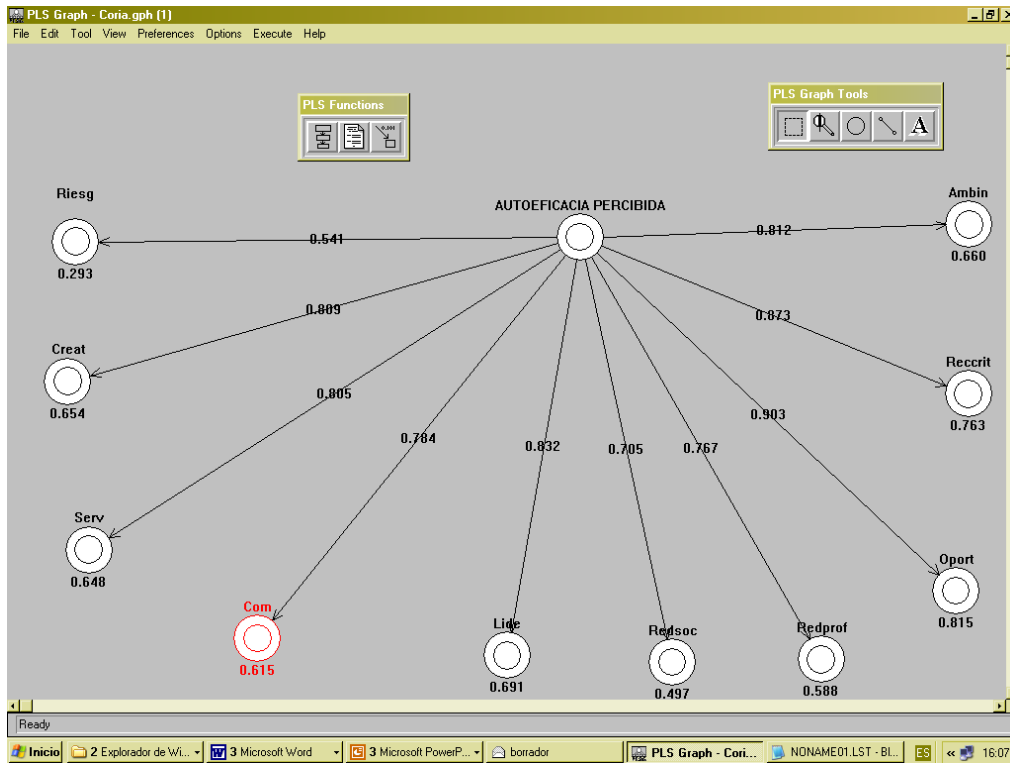 PLS Graph - Coria.gph (1)
File Edit Tool View Preferences Options Execute Help
PLS Functions
0.001
PLS Graph Tools
A
Riesg
AUTOEFICACIA PERCIBIDA
Ambin
0.541
0.812
0.293
0.660
0.809
0.873
Creat
Reccrit
0.654
0.805
0.903
0.763
0.784
0.832
0.705
0.767
Serv
0.648
Oport
0.815
Com
0.615
Lide
0.691
Redsoc
0.497
Redprof
0.588
Ready
Inicio
2 Explorador de Wi...
3 Microsoft Word
3 Microsoft PowerP...
borrador
PLS Graph - Cori...
NONAME01.LST - Bl...
ES
«
16:07